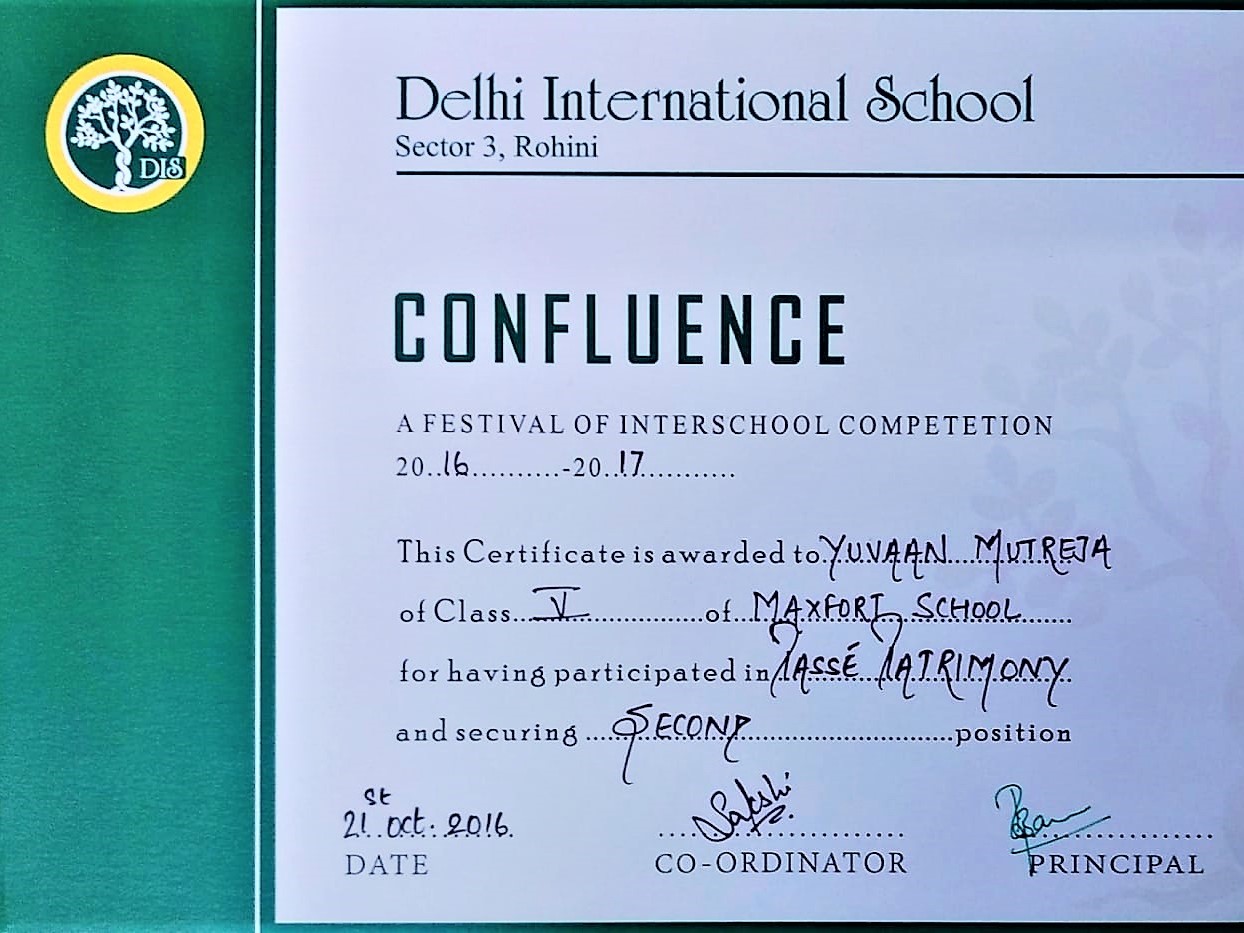 DIS
Delhi International School
Sector 3, Rohini
CONFLUENCE
A FESTIVAL OF INTERSCHOOL COMPETETION
20..16..........-20..17...........
This Certificate is awarded to YUVAAN MUTREJA
of Class...V...of...MAXFORT SCHOOL......
for having participated in PASSÉ PATRIMONY
and securing ....SECOND......position
21st Oct. 2016.
Sakshi
DATE CO-ORDINATOR PRINCIPAL